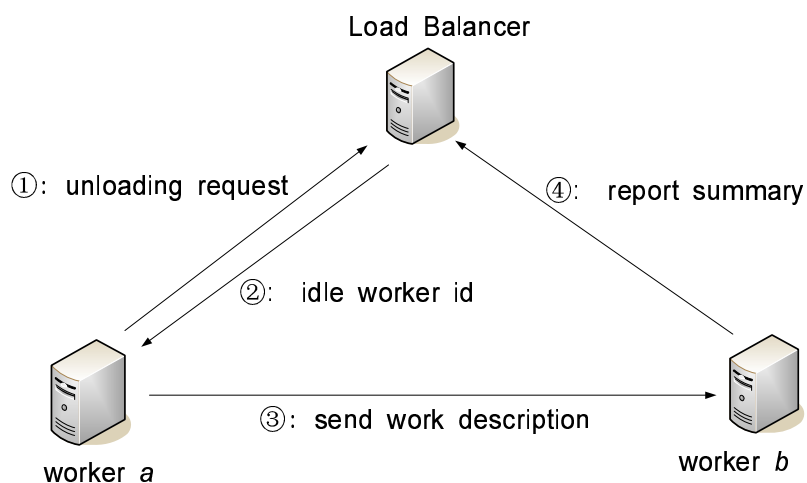 Load Balancer
①: unloading request
④: report summary
②: idle worker id
③: send work description
worker a
worker b